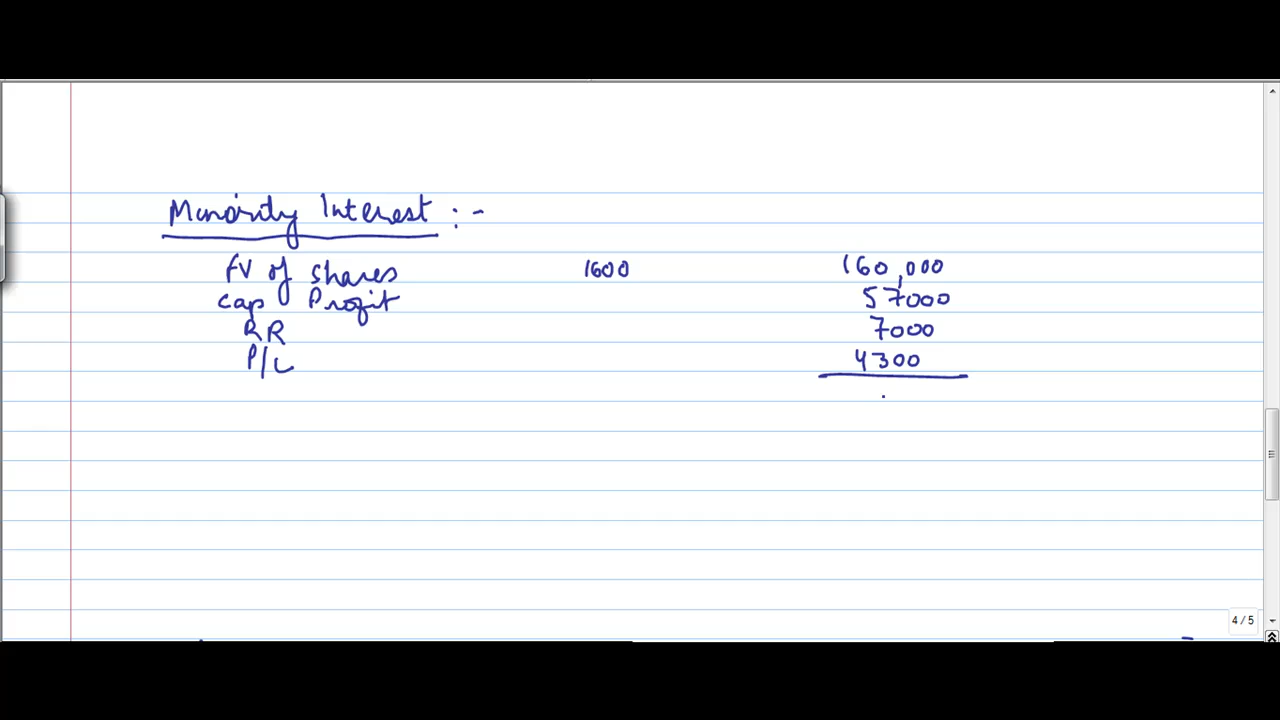 Minority Interest :-
FV of shares 1600 160,000
Cap Profit 57000
RR 7000
P/L 4300
4 / 5